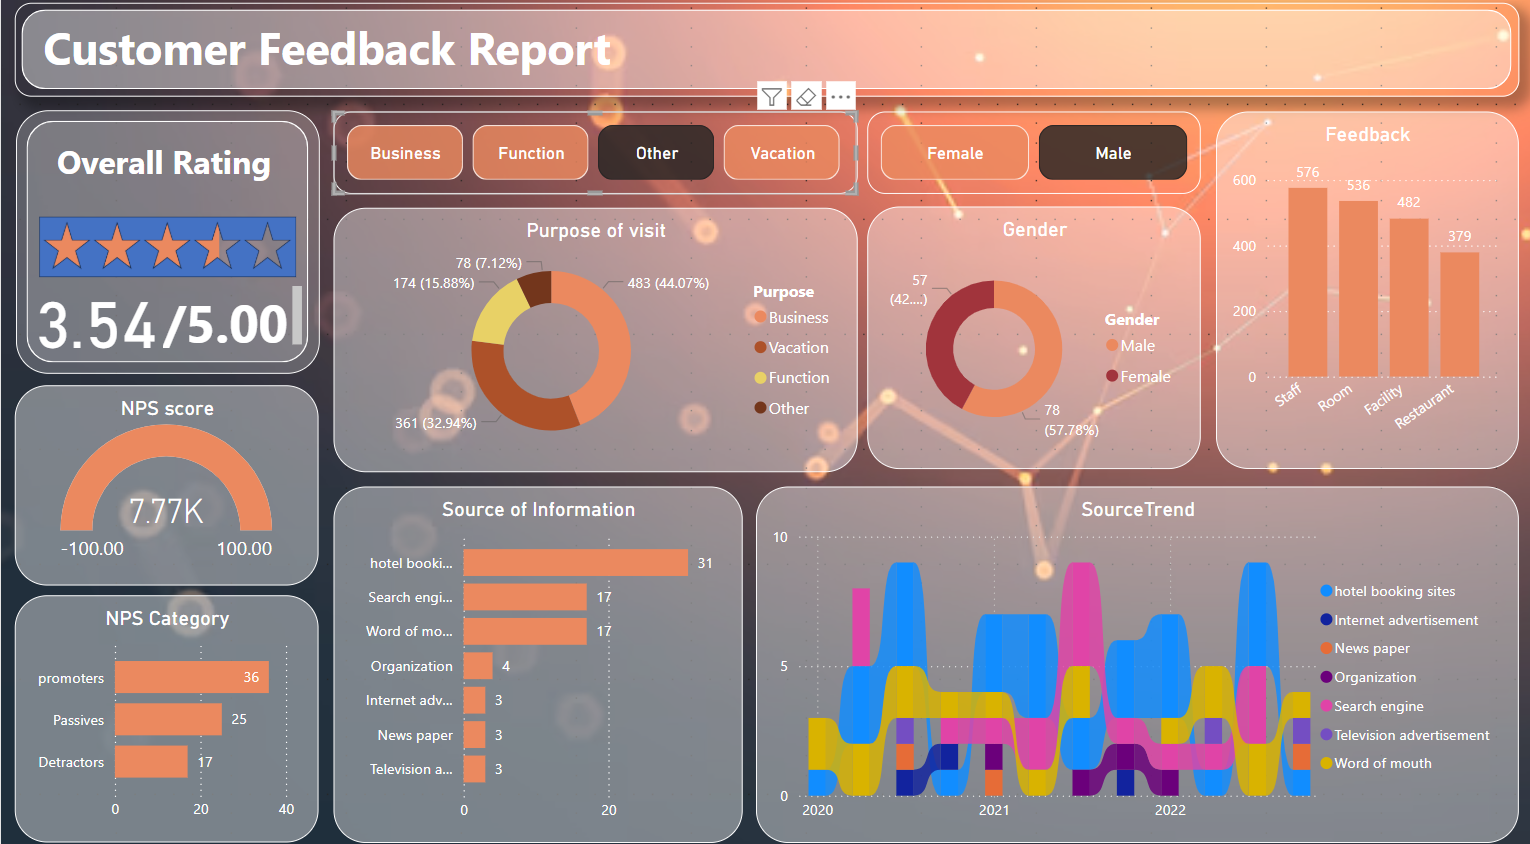 Customer Feedback Report
Overall Rating
3.54/5.00
Business
Function
Other
Vacation
Female
Male
Purpose of visit
78 (7.12%)
174 (15.88%)
483 (44.07%)
361 (32.94%)
Purpose
Business
Vacation
Function
Other
Gender
57
(42....)
78
(57.78%)
Gender
Male
Female
Feedback
600
400
200
0
576
536
482
379
Staff
Room
Facility
Restaurant
NPS score
7.77K
-100.00
100.00
NPS Category
promoters
36
Passives
25
Detractors
17
0
20
40
Source of Information
hotel booki...
31
Search engi...
17
Word of mo...
17
Organization
4
Internet adv...
3
News paper
3
Television a...
3
0
20
SourceTrend
10
5
0
2020
2021
2022
hotel booking sites
Internet advertisement
News paper
Organization
Search engine
Television advertisement
Word of mouth